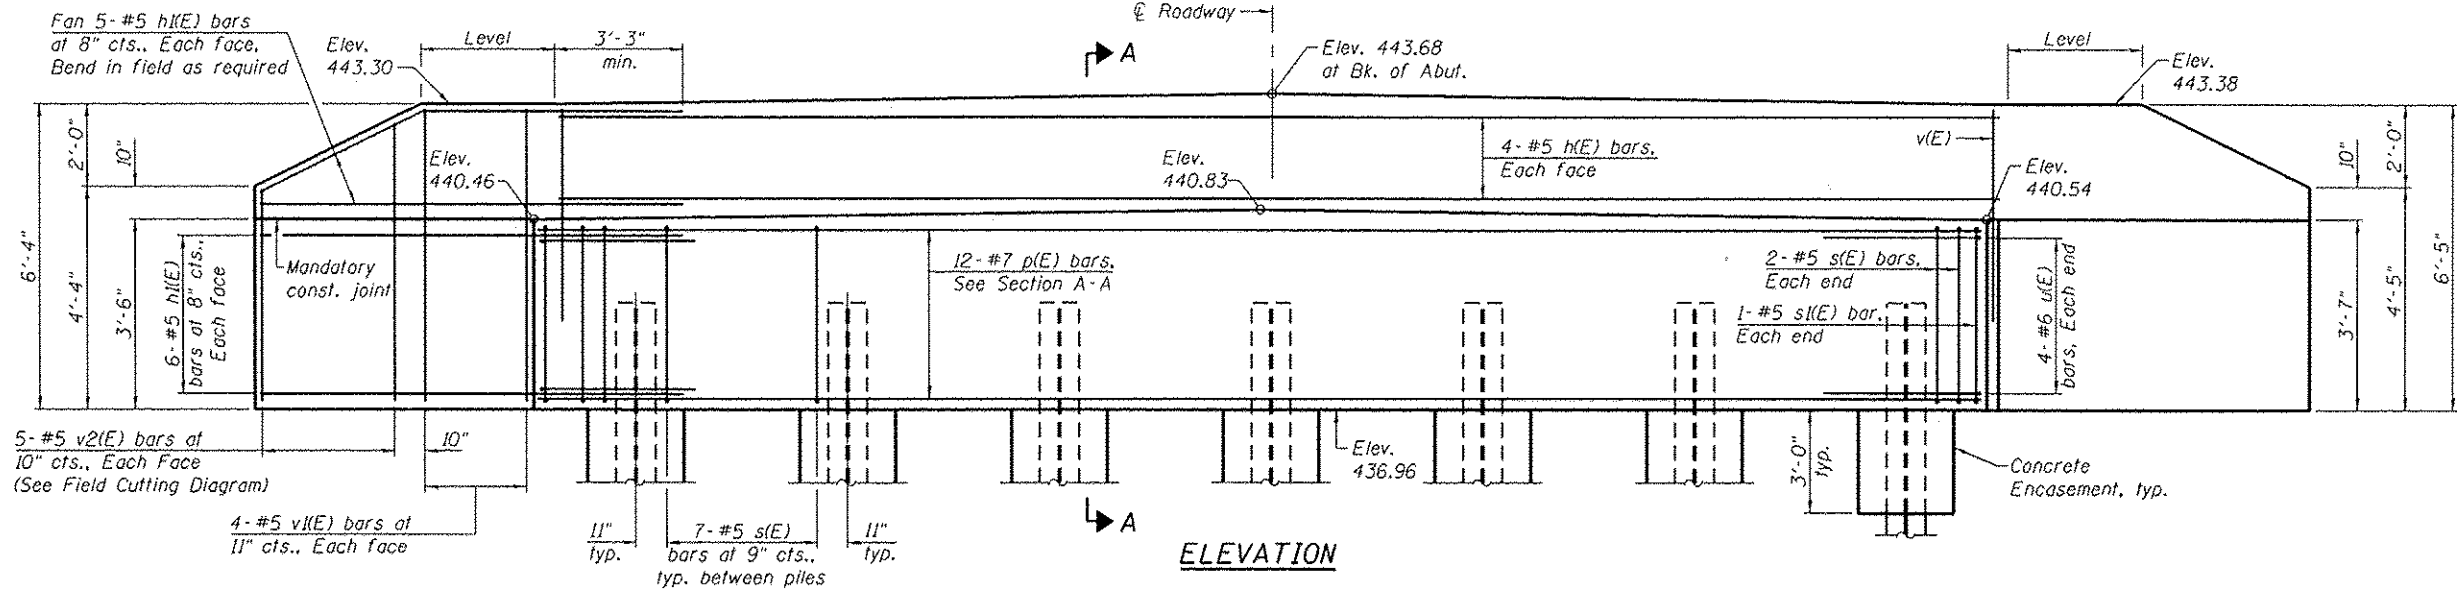 Fan 5-#5 h1(E) bars
at 8" cts., Each face,
Bend in field as required
Elev.
443.30
Level
3'-3"
min.
℄ Roadway
A
Elev. 443.68
at Bk. of Abut.
Level
Elev.
443.38
6'-4"
2'-0"
10"
4'-4"
3'-6"
Elev.
440.46
Mandatory
const. joint
6-#5 h1(E)
bars at 8" cts.,
Each face
Elev.
440.83
4-#5 h(E) bars,
Each face
v(E)
Elev.
440.54
12-#7 p(E) bars,
See Section A-A
2-#5 s(E) bars,
Each end
1-#5 s1(E) bar,
Each end
4-#6 u(E)
bars, Each end
10"
2'-0"
3'-7"
4'-5"
6'-5"
5-#5 v2(E) bars at
10" cts., Each Face
(See Field Cutting Diagram)
10"
4-#5 v1(E) bars at
11" cts., Each face
11"
typ.
7-#5 s(E)
bars at 9" cts.,
typ. between piles
11"
typ.
Elev.
436.96
A
3'-0"
typ.
Concrete
Encasement, typ.
ELEVATION